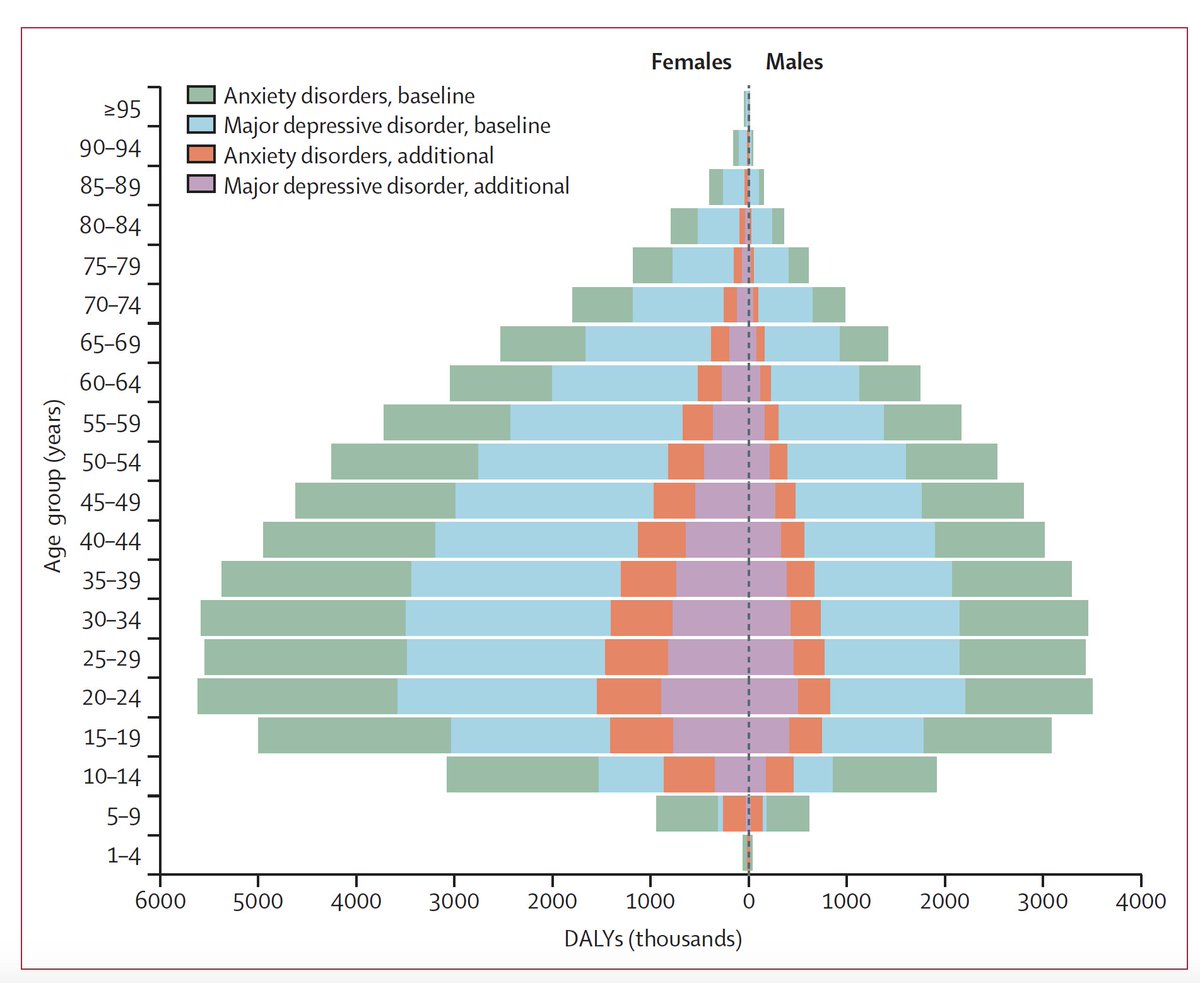 Females Males
Anxiety disorders, baseline
Major depressive disorder, baseline
Anxiety disorders, additional
Major depressive disorder, additional
≥95
90–94
85–89
80–84
75–79
70–74
65–69
60–64
55–59
50–54
45–49
40–44
35–39
30–34
25–29
20–24
15–19
10–14
5–9
1–4
Age group (years)
6000 5000 4000 3000 2000 1000 0 1000 2000 3000 4000
DALYs (thousands)